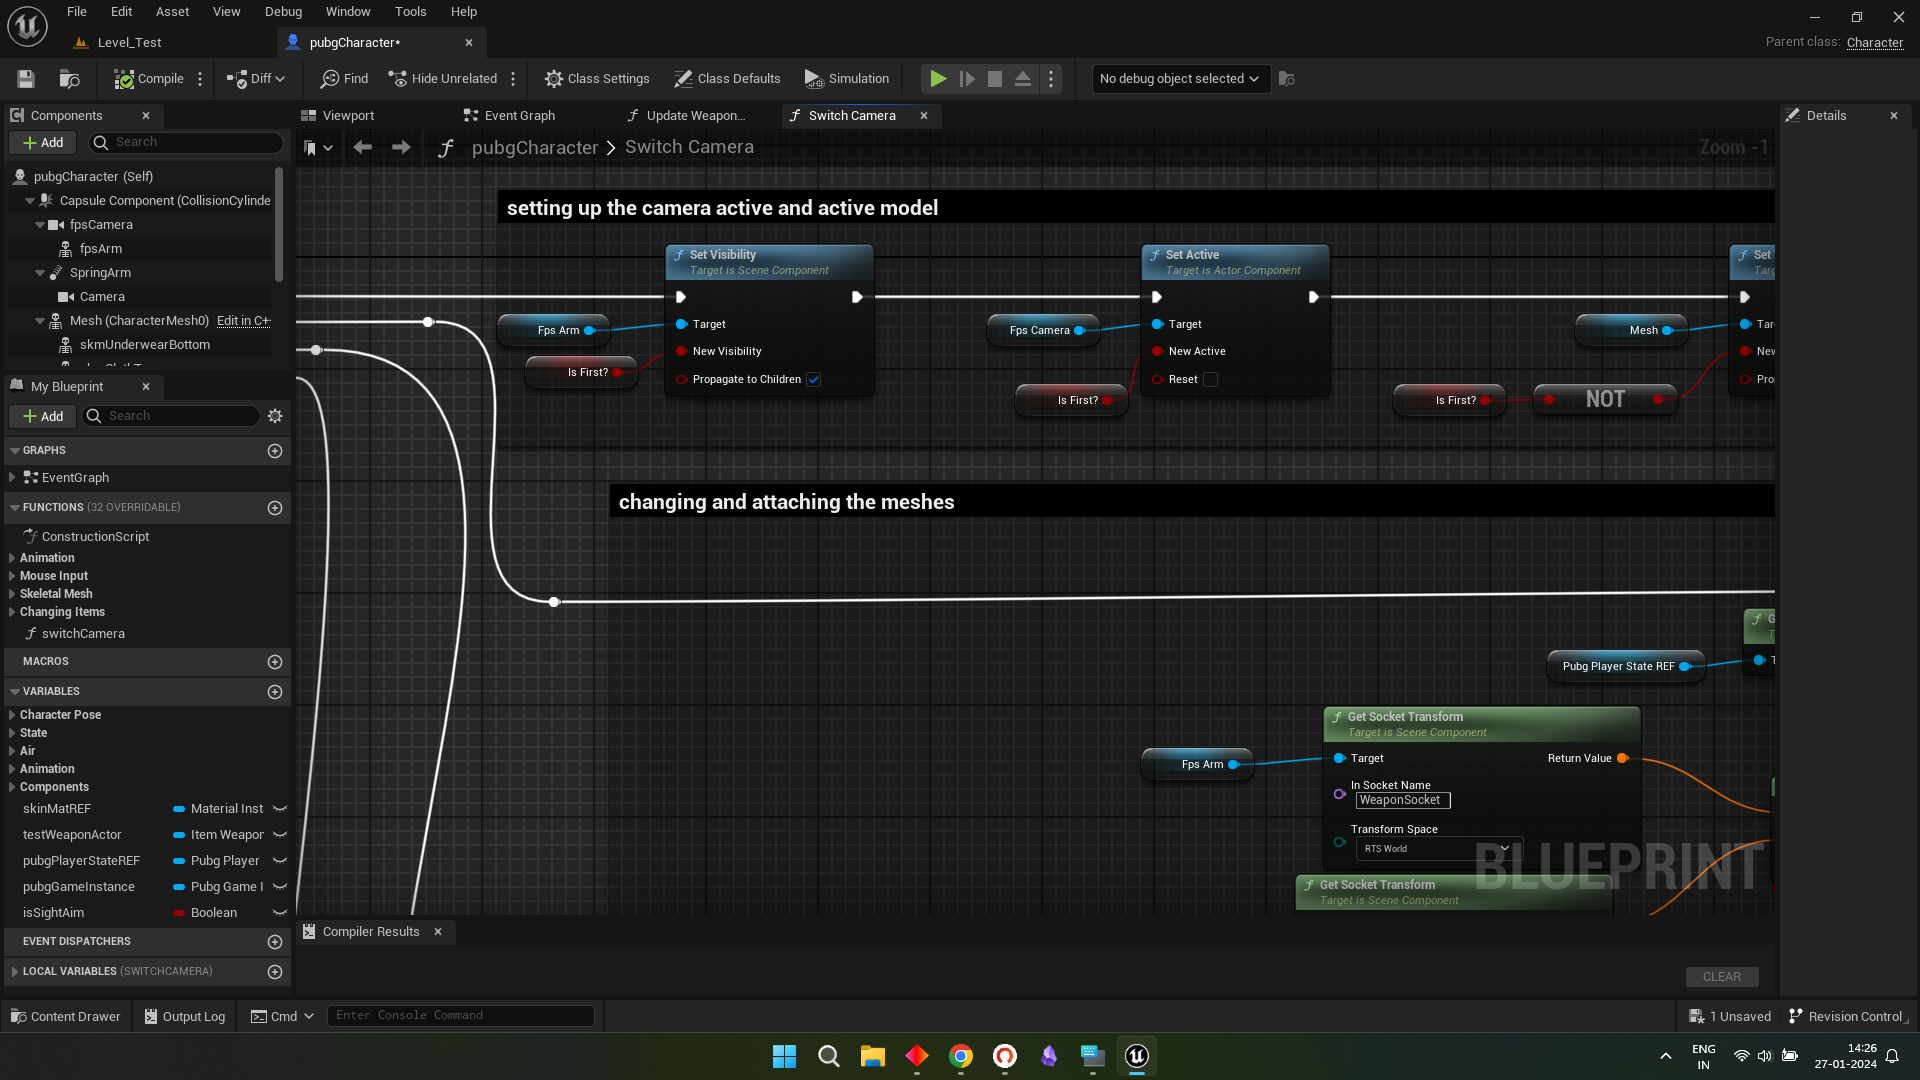 File Edit Asset View Debug Window Tools Help
Level_Test
pubgCharacter*
Parent class: Character
Compile
Diff
Find
Hide Unrelated
Class Settings
Class Defaults
Simulation
No debug object selected
Components
Add
Search
pubgCharacter (Self)
Capsule Component (CollisionCylinde
fpsCamera
fpsArm
SpringArm
Camera
Mesh (CharacterMesh0) Edit in C++
skmUnderwearBottom
My Blueprint
Add
Search
GRAPHS
EventGraph
FUNCTIONS (32 OVERRIDABLE)
ConstructionScript
Animation
Mouse Input
Skeletal Mesh
Changing Items
switchCamera
MACROS
VARIABLES
Character Pose
State
Air
Animation
Components
skinMatREF Material Inst
testWeaponActor Item Weapor
pubgPlayerStateREF Pubg Player
pubgGameInstance Pubg Game I
isSightAim Boolean
EVENT DISPATCHERS
LOCAL VARIABLES (SWITCHCAMERA)
Viewport
Event Graph
Update Weapon...
Switch Camera
pubgCharacter > Switch Camera
Zoom -1
setting up the camera active and active model
Set Visibility
Target is Scene Component
Fps Arm
Target
Is First?
New Visibility
Propagate to Children
Set Active
Target is Actor Component
Fps Camera
Target
New Active
Is First?
Reset
Is First?
NOT
Mesh
Set
Targ
Tar
New
Pro
changing and attaching the meshes
Pubg Player State REF
G
T
T
Get Socket Transform
Target is Scene Component
Fps Arm
Target
Return Value
In Socket Name
WeaponSocket
Transform Space
RTS World
BLUEPRINT
Get Socket Transform
Target is Scene Component
Compiler Results
CLEAR
Details
Content Drawer
Output Log
Cmd
Enter Console Command
1 Unsaved
Revision Control
ENG
IN
14:26
27-01-2024